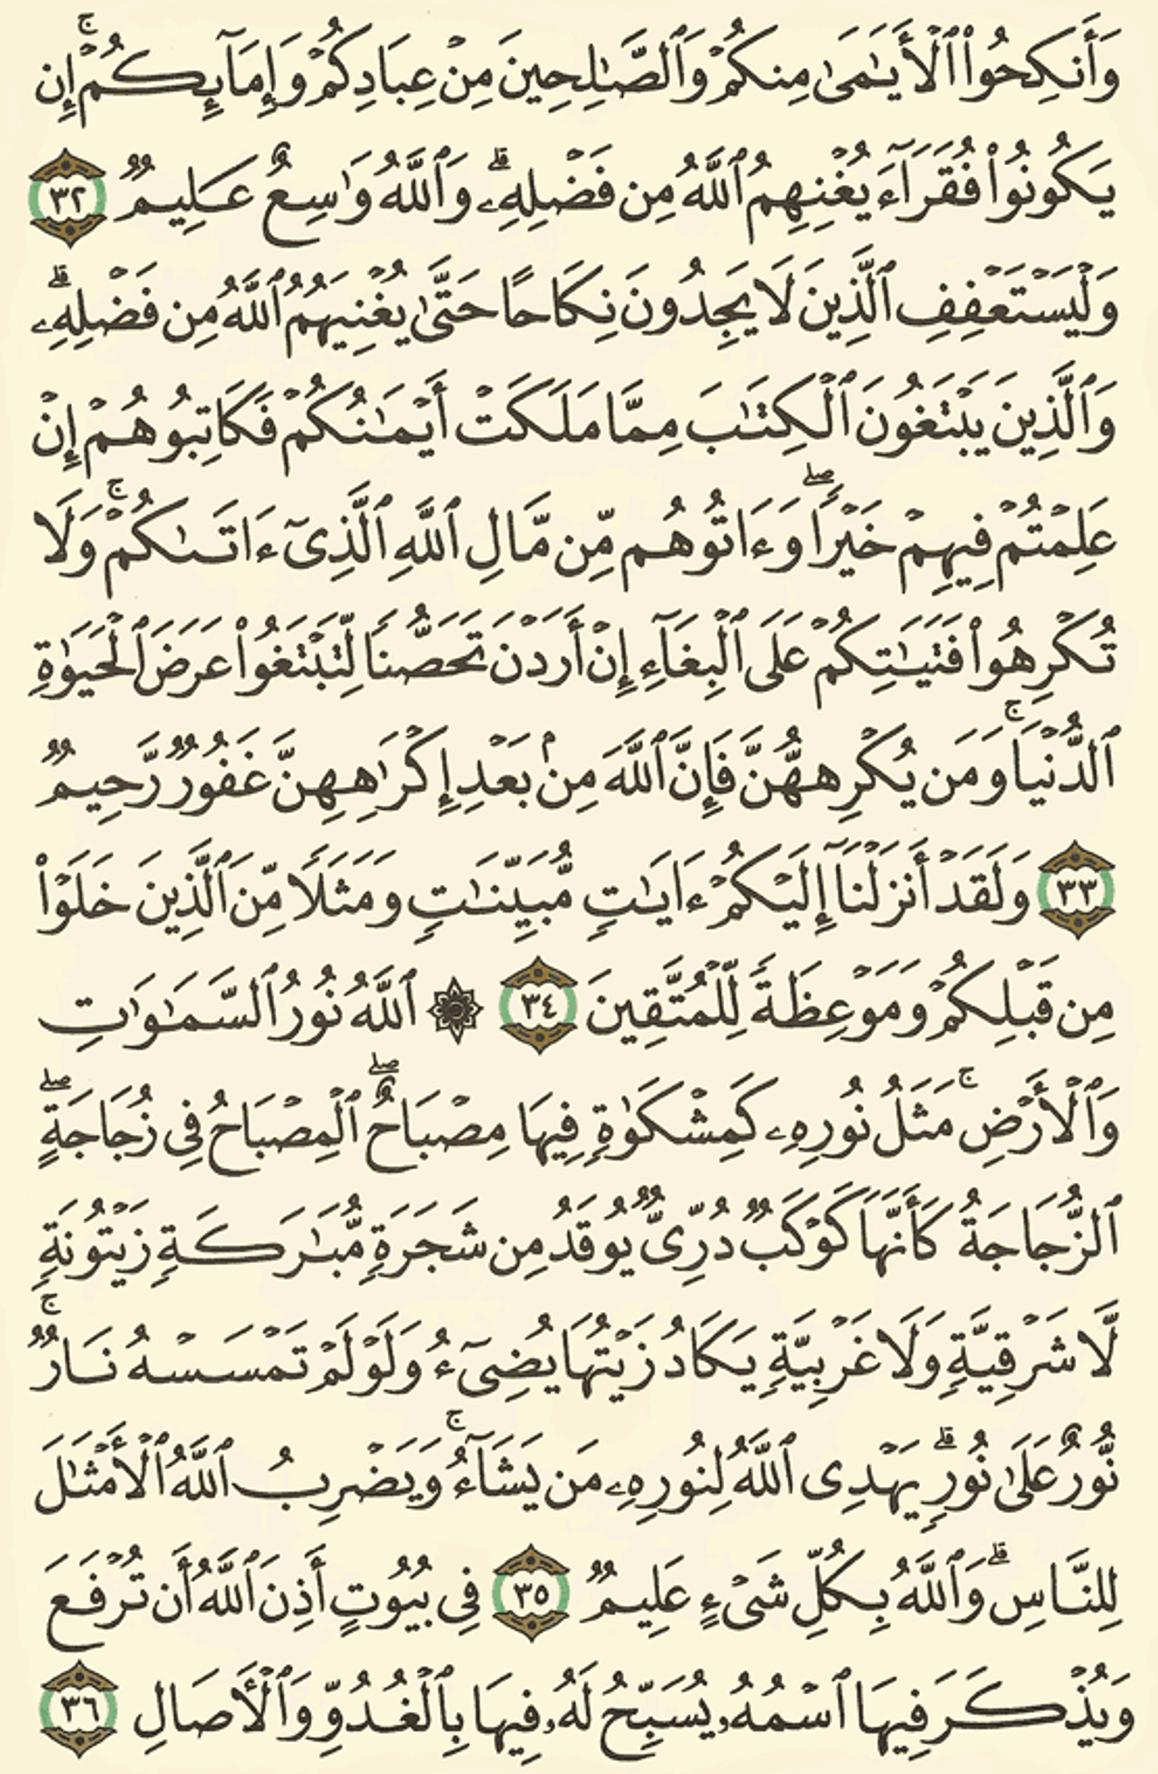 وَأَنكِحُوا۟ ٱلْأَيَـٰمَىٰ مِنكُمْ وَٱلصَّـٰلِحِينَ مِنْ عِبَادِكُمْ وَإِمَآئِكُمْ ۚ إِن
يَكُونُوا۟ فُقَرَآءَ يُغْنِهِمُ ٱللَّهُ مِن فَضْلِهِۦ ۗ وَٱللَّهُ وَٰسِعٌ عَلِيمٌ ٣٢
وَلْيَسْتَعْفِفِ ٱلَّذِينَ لَا يَجِدُونَ نِكَاحًا حَتَّىٰ يُغْنِيَهُمُ ٱللَّهُ مِن فَضْلِهِۦ ۗ
وَٱلَّذِينَ يَبْتَغُونَ ٱلْكِتَـٰبَ مِمَّا مَلَكَتْ أَيْمَـٰنُكُمْ فَكَاتِبُوهُمْ إِنْ
عَلِمْتُمْ فِيهِمْ خَيْرًا ۖ وَءَاتُوهُم مِّن مَّالِ ٱللَّهِ ٱلَّذِىٓ ءَاتَىٰكُمْ ۚ وَلَا
تُكْرِهُوا۟ فَتَيَـٰتِكُمْ عَلَى ٱلْبِغَآءِ إِنْ أَرَدْنَ تَحَصُّنًا لِّتَبْتَغُوا۟ عَرَضَ ٱلْحَيَوٰةِ
ٱلدُّنْيَا ۚ وَمَن يُكْرِههُّنَّ فَإِنَّ ٱللَّهَ مِنۢ بَعْدِ إِكْرَٰهِهِنَّ غَفُورٌ رَّحِيمٌ
٣٣ وَلَقَدْ أَنزَلْنَآ إِلَيْكُمْ ءَايَـٰتٍ مُّبَيِّنَـٰتٍ وَمَثَلًا مِّنَ ٱلَّذِينَ خَلَوْا۟
مِن قَبْلِكُمْ وَمَوْعِظَةً لِّلْمُتَّقِينَ ٣٤ ۞ ٱللَّهُ نُورُ ٱلسَّمَـٰوَٰتِ
وَٱلْأَرْضِ ۚ مَثَلُ نُورِهِۦ كَمِشْكَوٰةٍ فِيهَا مِصْبَاحٌ ۖ ٱلْمِصْبَاحُ فِى زُجَاجَةٍ ۖ
ٱلزُّجَاجَةُ كَأَنَّهَا كَوْكَبٌ دُرِّىٌّ يُوقَدُ مِن شَجَرَةٍ مُّبَـٰرَكَةٍ زَيْتُونَةٍ
لَّا شَرْقِيَّةٍ وَلَا غَرْبِيَّةٍ يَكَادُ زَيْتُهَا يُضِىٓءُ وَلَوْ لَمْ تَمْسَسْهُ نَارٌ ۚ
نُّورٌ عَلَىٰ نُورٍ ۗ يَهْدِى ٱللَّهُ لِنُورِهِۦ مَن يَشَآءُ ۚ وَيَضْرِبُ ٱللَّهُ ٱلْأَمْثَـٰلَ
لِلنَّاسِ ۗ وَٱللَّهُ بِكُلِّ شَىْءٍ عَلِيمٌ ٣٥ فِى بُيُوتٍ أَذِنَ ٱللَّهُ أَن تُرْفَعَ
وَيُذْكَرَ فِيهَا ٱسْمُهُۥ يُسَبِّحُ لَهُۥ فِيهَا بِٱلْغُدُوِّ وَٱلْـَٔاصَالِ ٣٦